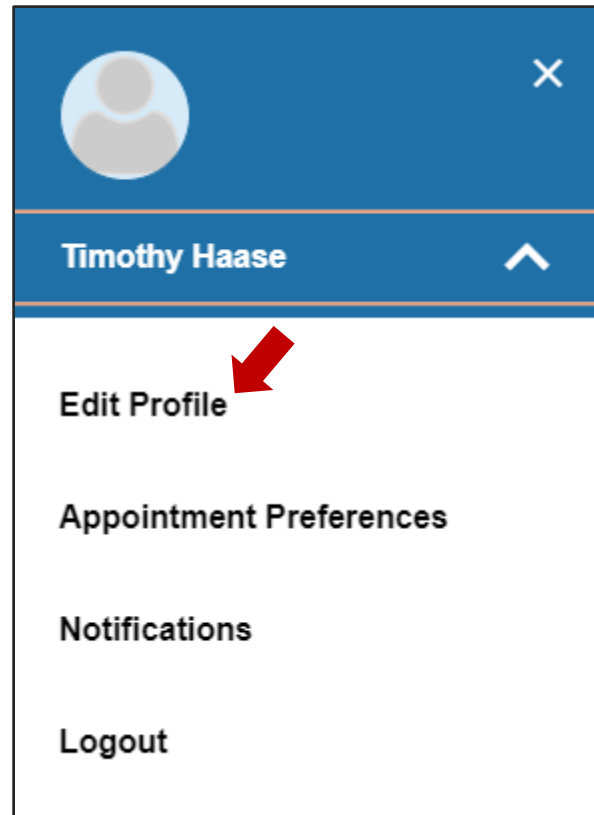 Timothy Haase
Edit Profile
Appointment Preferences
Notifications
Logout